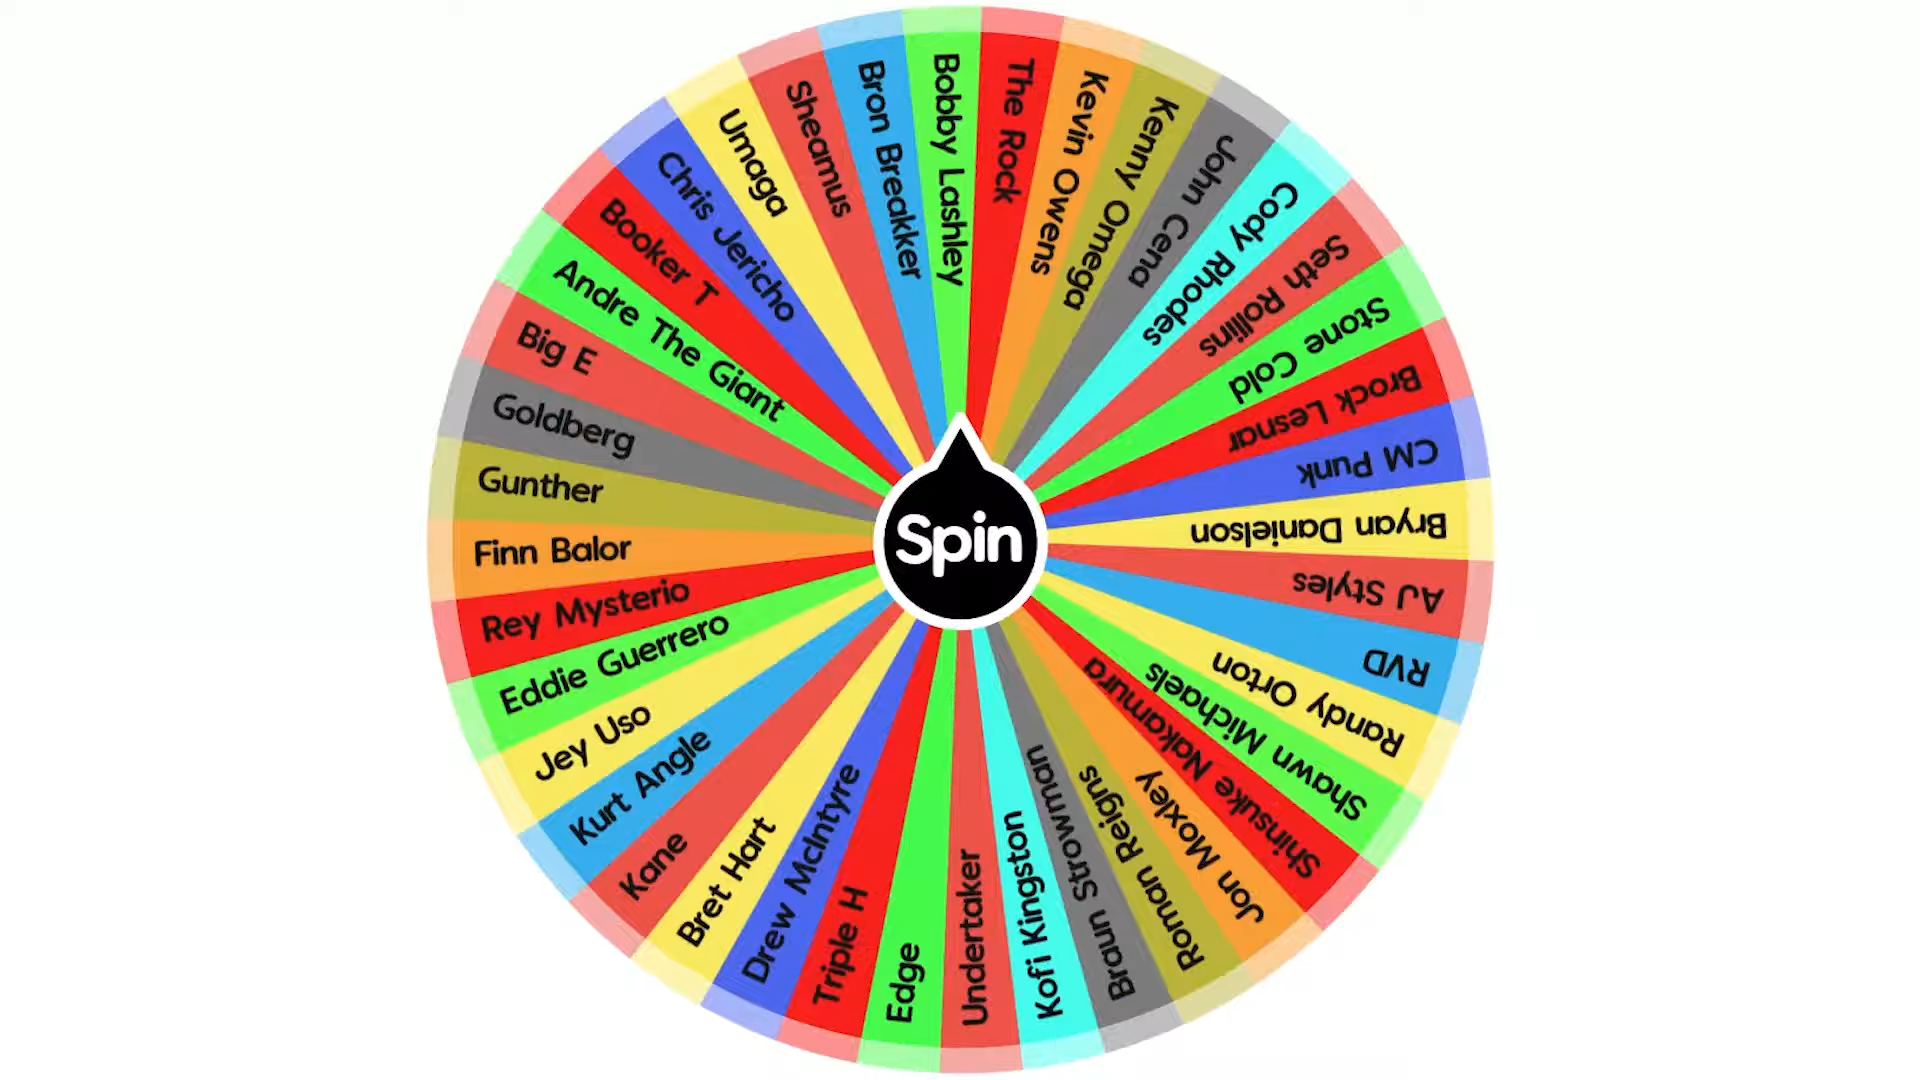 Bobby Lashley
The Rock
Kevin Owens
Kenny Omega
John Cena
Cody Rhodes
Seth Rollins
Stone Cold
Brock Lesnar
CM Punk
Bryan Danielson
AJ Styles
RVD
Randy Orton
Shawn Michaels
Shinsuke Nakamura
Jon Moxley
Roman Reigns
Braun Strowman
Kofi Kingston
Undertaker
Edge
Triple H
Drew McIntyre
Bret Hart
Kane
Kurt Angle
Jey Uso
Eddie Guerrero
Rey Mysterio
Finn Balor
Gunther
Goldberg
Big E
Andre The Giant
Booker T
Chris Jericho
Umaga
Sheamus
Bron Breakker
Spin